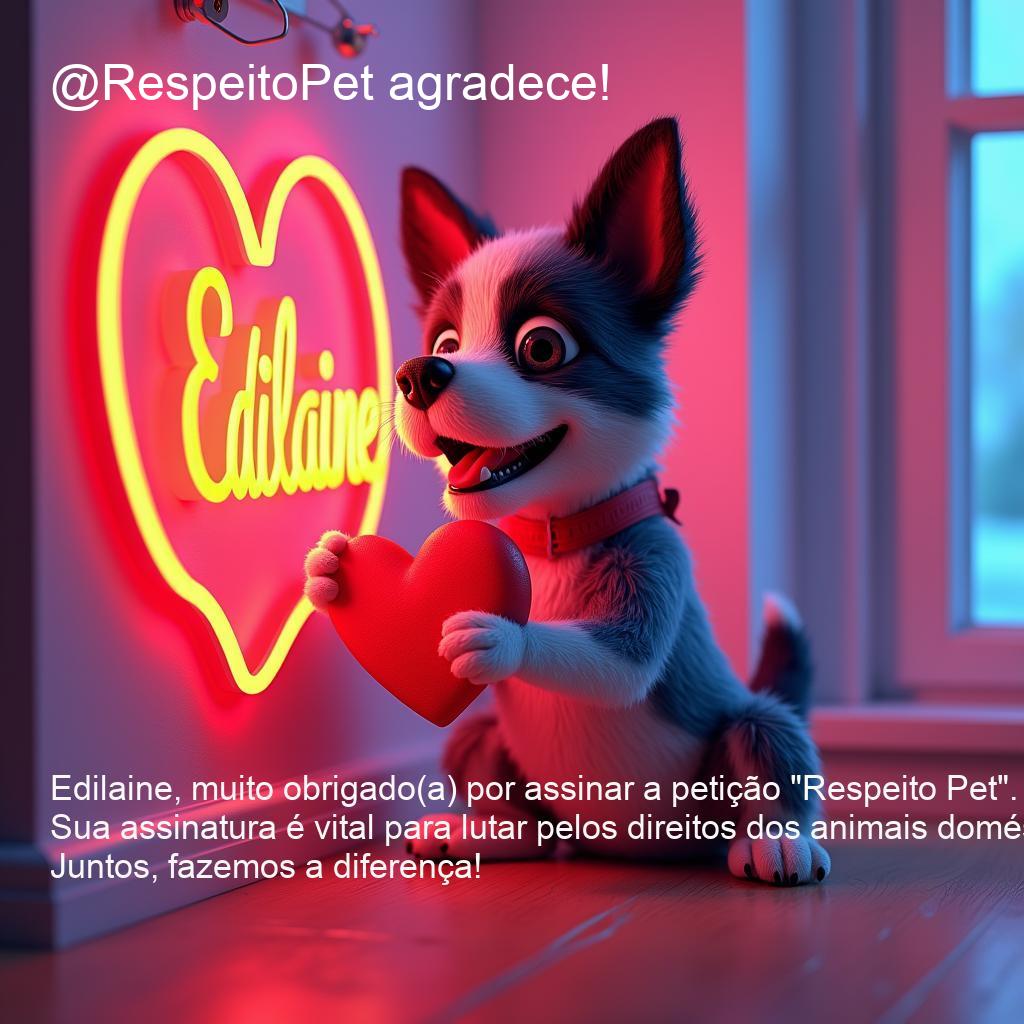 @RespeitoPet agradece!
Edilaine
Edilaine, muito obrigado(a) por assinar a petição "Respeito Pet".
Sua assinatura é vital para lutar pelos direitos dos animais
Juntos, fazemos a diferença!